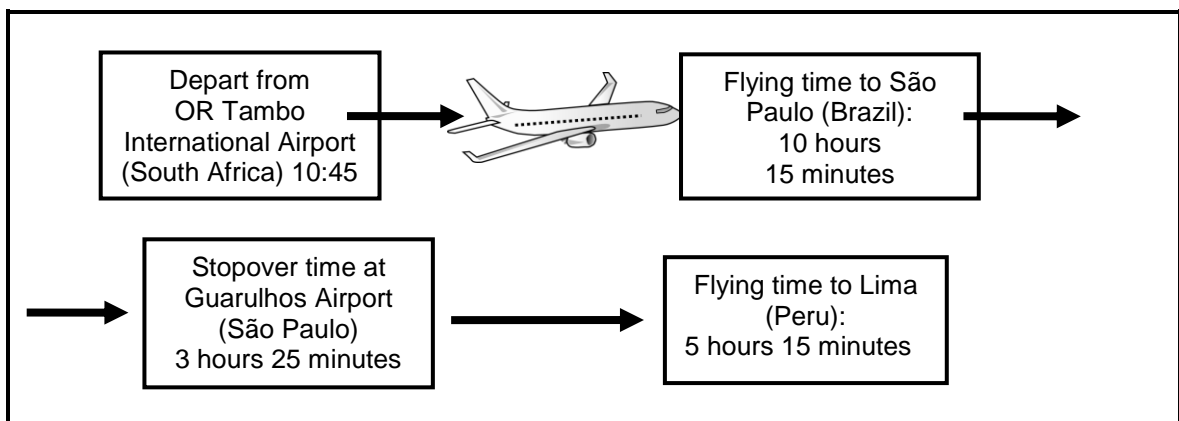 Depart from
OR Tambo
International Airport
(South Africa) 10:45
Flying time to São
Paulo (Brazil):
10 hours
15 minutes
Stopover time at
Guarulhos Airport
(São Paulo)
3 hours 25 minutes
Flying time to Lima
(Peru):
5 hours 15 minutes